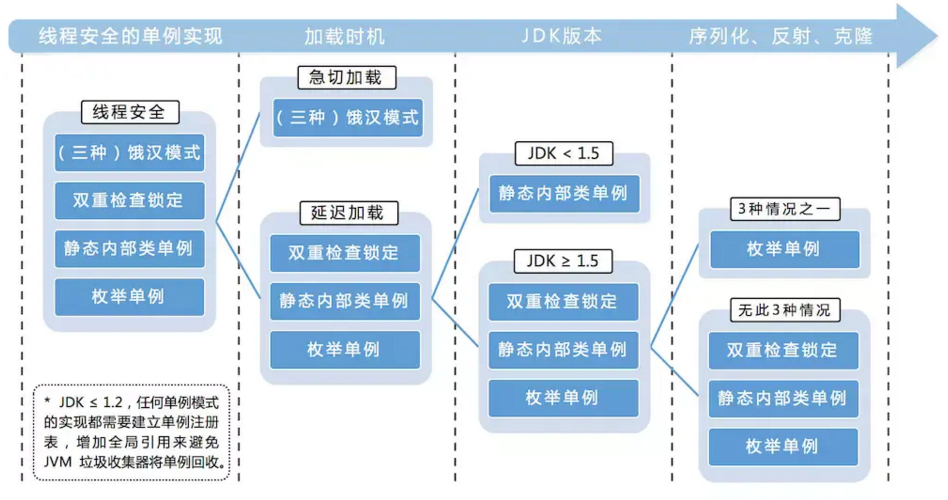 线程安全的单例实现
加载时机
JDK版本
序列化、反射、克隆
线程安全
（三种）饿汉模式
双重检查锁定
静态内部类单例
枚举单例
* JDK ≤ 1.2，任何单例模式
的实现都需要建立单例注册
表，增加全局引用来避免
JVM 垃圾收集器将单例回收。
急切加载
（三种）饿汉模式
延迟加载
双重检查锁定
静态内部类单例
枚举单例
JDK < 1.5
静态内部类单例
JDK ≥ 1.5
双重检查锁定
静态内部类单例
枚举单例
3种情况之一
枚举单例
无此3种情况
双重检查锁定
静态内部类单例
枚举单例